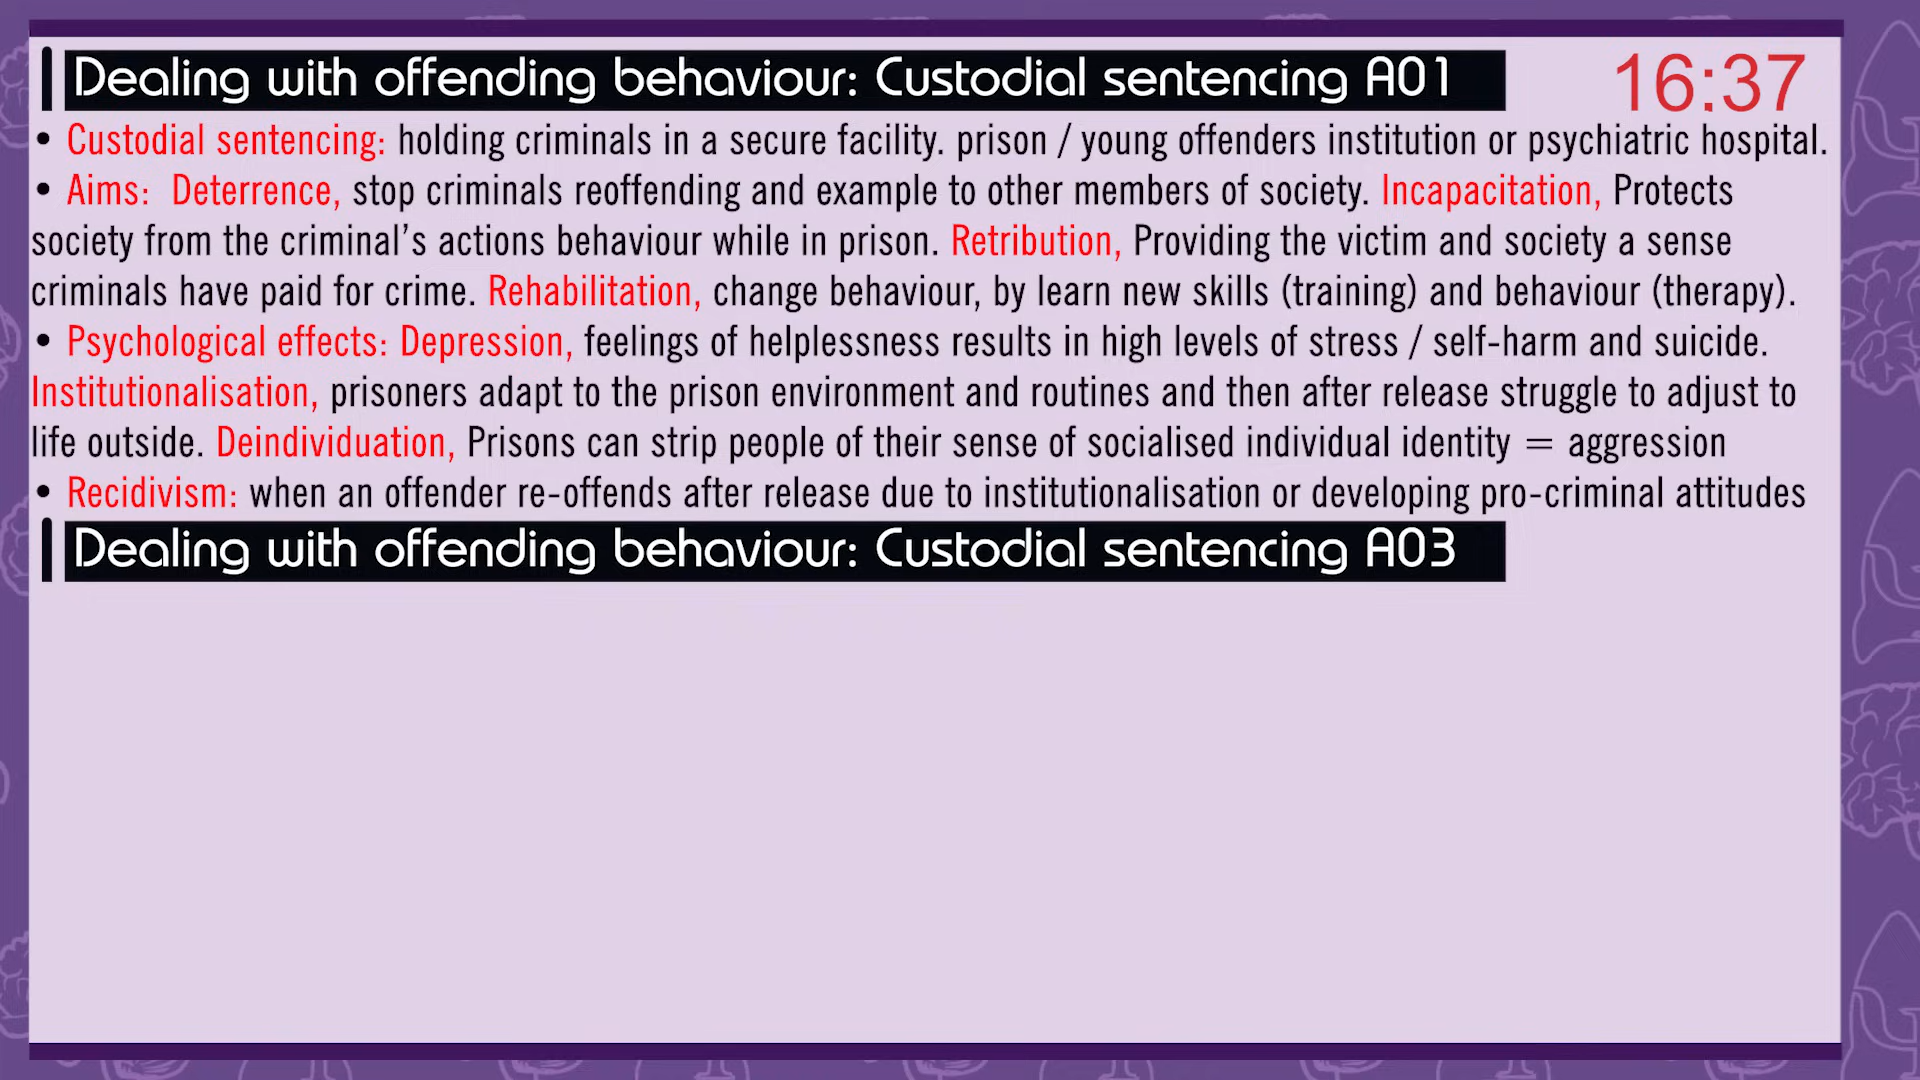 Dealing with offending behaviour: Custodial sentencing A01
16:37
• Custodial sentencing: holding criminals in a secure facility. prison / young offenders institution or psychiatric hospital.
• Aims: Deterrence, stop criminals reoffending and example to other members of society. Incapacitation, Protects
society from the criminal’s actions behaviour while in prison. Retribution, Providing the victim and society a sense
criminals have paid for crime. Rehabilitation, change behaviour, by learn new skills (training) and behaviour (therapy).
• Psychological effects: Depression, feelings of helplessness results in high levels of stress / self-harm and suicide.
Institutionalisation, prisoners adapt to the prison environment and routines and then after release struggle to adjust to
life outside. Deindividuation, Prisons can strip people of their sense of socialised individual identity = aggression
• Recidivism: when an offender re-offends after release due to institutionalisation or developing pro-criminal attitudes
Dealing with offending behaviour: Custodial sentencing A03